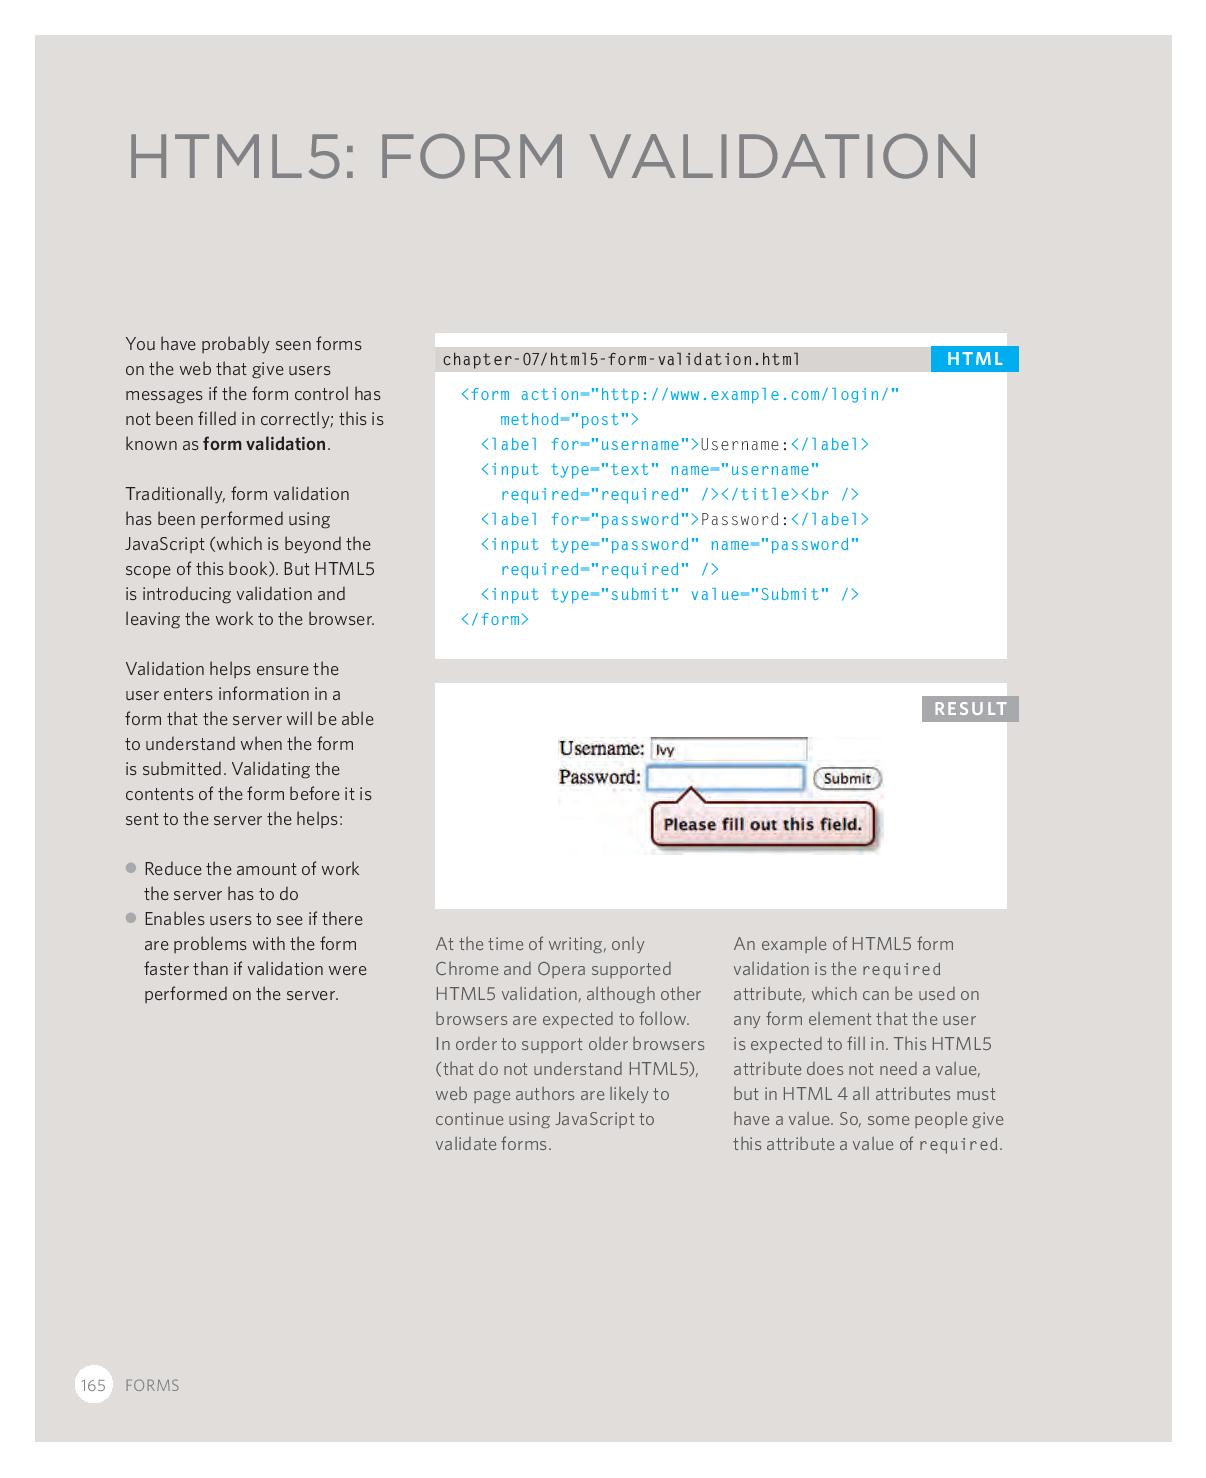 HTML5: FORM VALIDATION
You have probably seen forms
on the web that give users
messages if the form control has
not been filled in correctly; this is
known as form validation.
Traditionally, form validation
has been performed using
JavaScript (which is beyond the
scope of this book). But HTML5
is introducing validation and
leaving the work to the browser.
Validation helps ensure the
user enters information in a
form that the server will be able
to understand when the form
is submitted. Validating the
contents of the form before it is
sent to the server the helps:
● Reduce the amount of work
the server has to do
● Enables users to see if there
are problems with the form
faster than if validation were
performed on the server.
chapter-07/html5-form-validation.html HTML
<form action="http://www.example.com/login/"
method="post">
<label for="username">Username:</label>
<input type="text" name="username"
required="required" /></title><br />
<label for="password">Password:</label>
<input type="password" name="password"
required="required" />
<input type="submit" value="Submit" />
</form>
RESULT
Username: Ivy
Password: Submit
Please fill out this field.
At the time of writing, only
Chrome and Opera supported
HTML5 validation, although other
browsers are expected to follow.
In order to support older browsers
(that do not understand HTML5),
web page authors are likely to
continue using JavaScript to
validate forms.
An example of HTML5 form
validation is the required
attribute, which can be used on
any form element that the user
is expected to fill in. This HTML5
attribute does not need a value,
but in HTML 4 all attributes must
have a value. So, some people give
this attribute a value of required.
165 FORMS